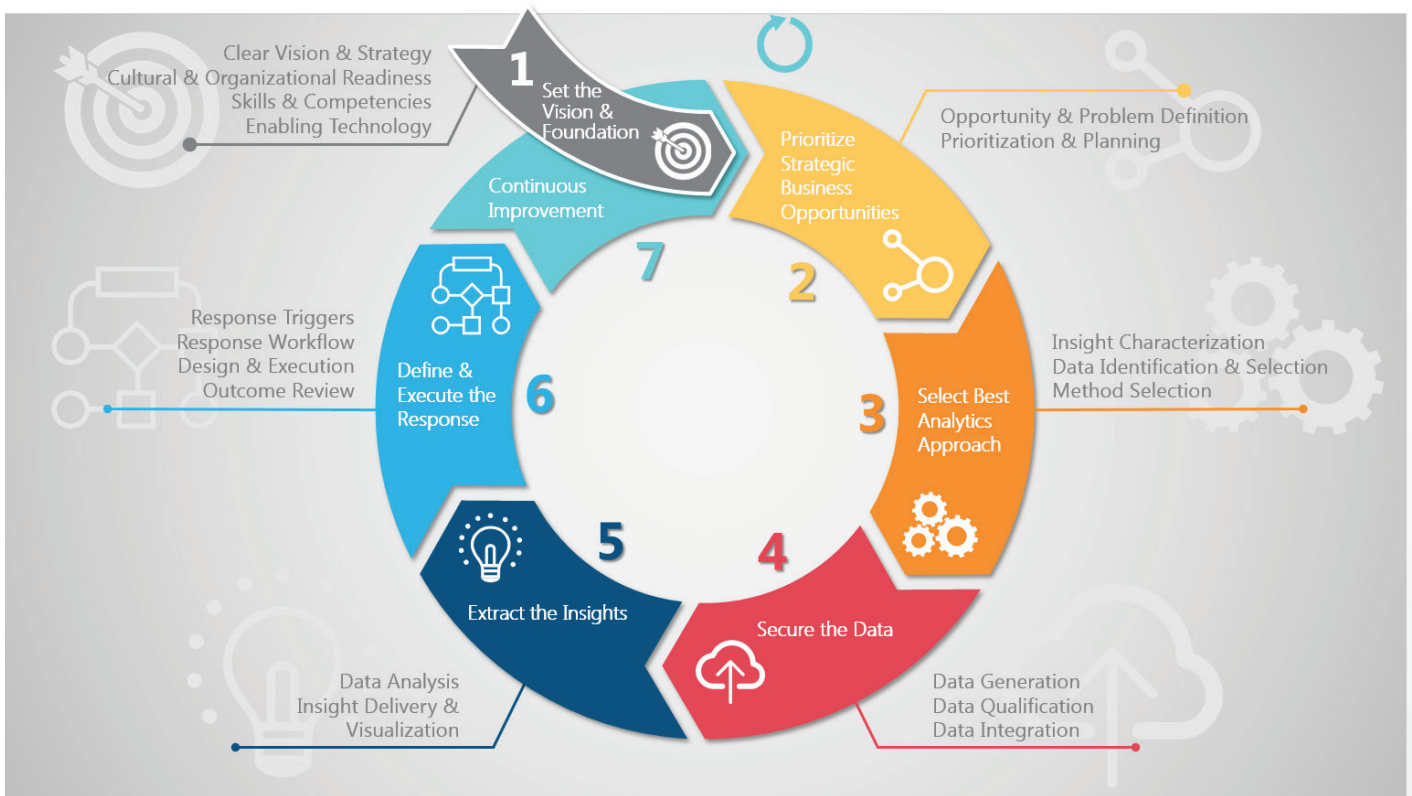 Clear Vision & Strategy
Cultural & Organizational Readiness
Skills & Competencies
Enabling Technology
1
Set the
Vision &
Foundation
Prioritize
Strategic
Business
Opportunities
2
Opportunity & Problem Definition
Prioritization & Planning
Select Best
Analytics
Approach
3
Insight Characterization
Data Identification & Selection
Method Selection
Secure the Data
4
Data Generation
Data Qualification
Data Integration
Extract the Insights
5
Data Analysis
Insight Delivery &
Visualization
Define &
Execute the
Response
6
Response Triggers
Response Workflow
Design & Execution
Outcome Review
Continuous
Improvement
7